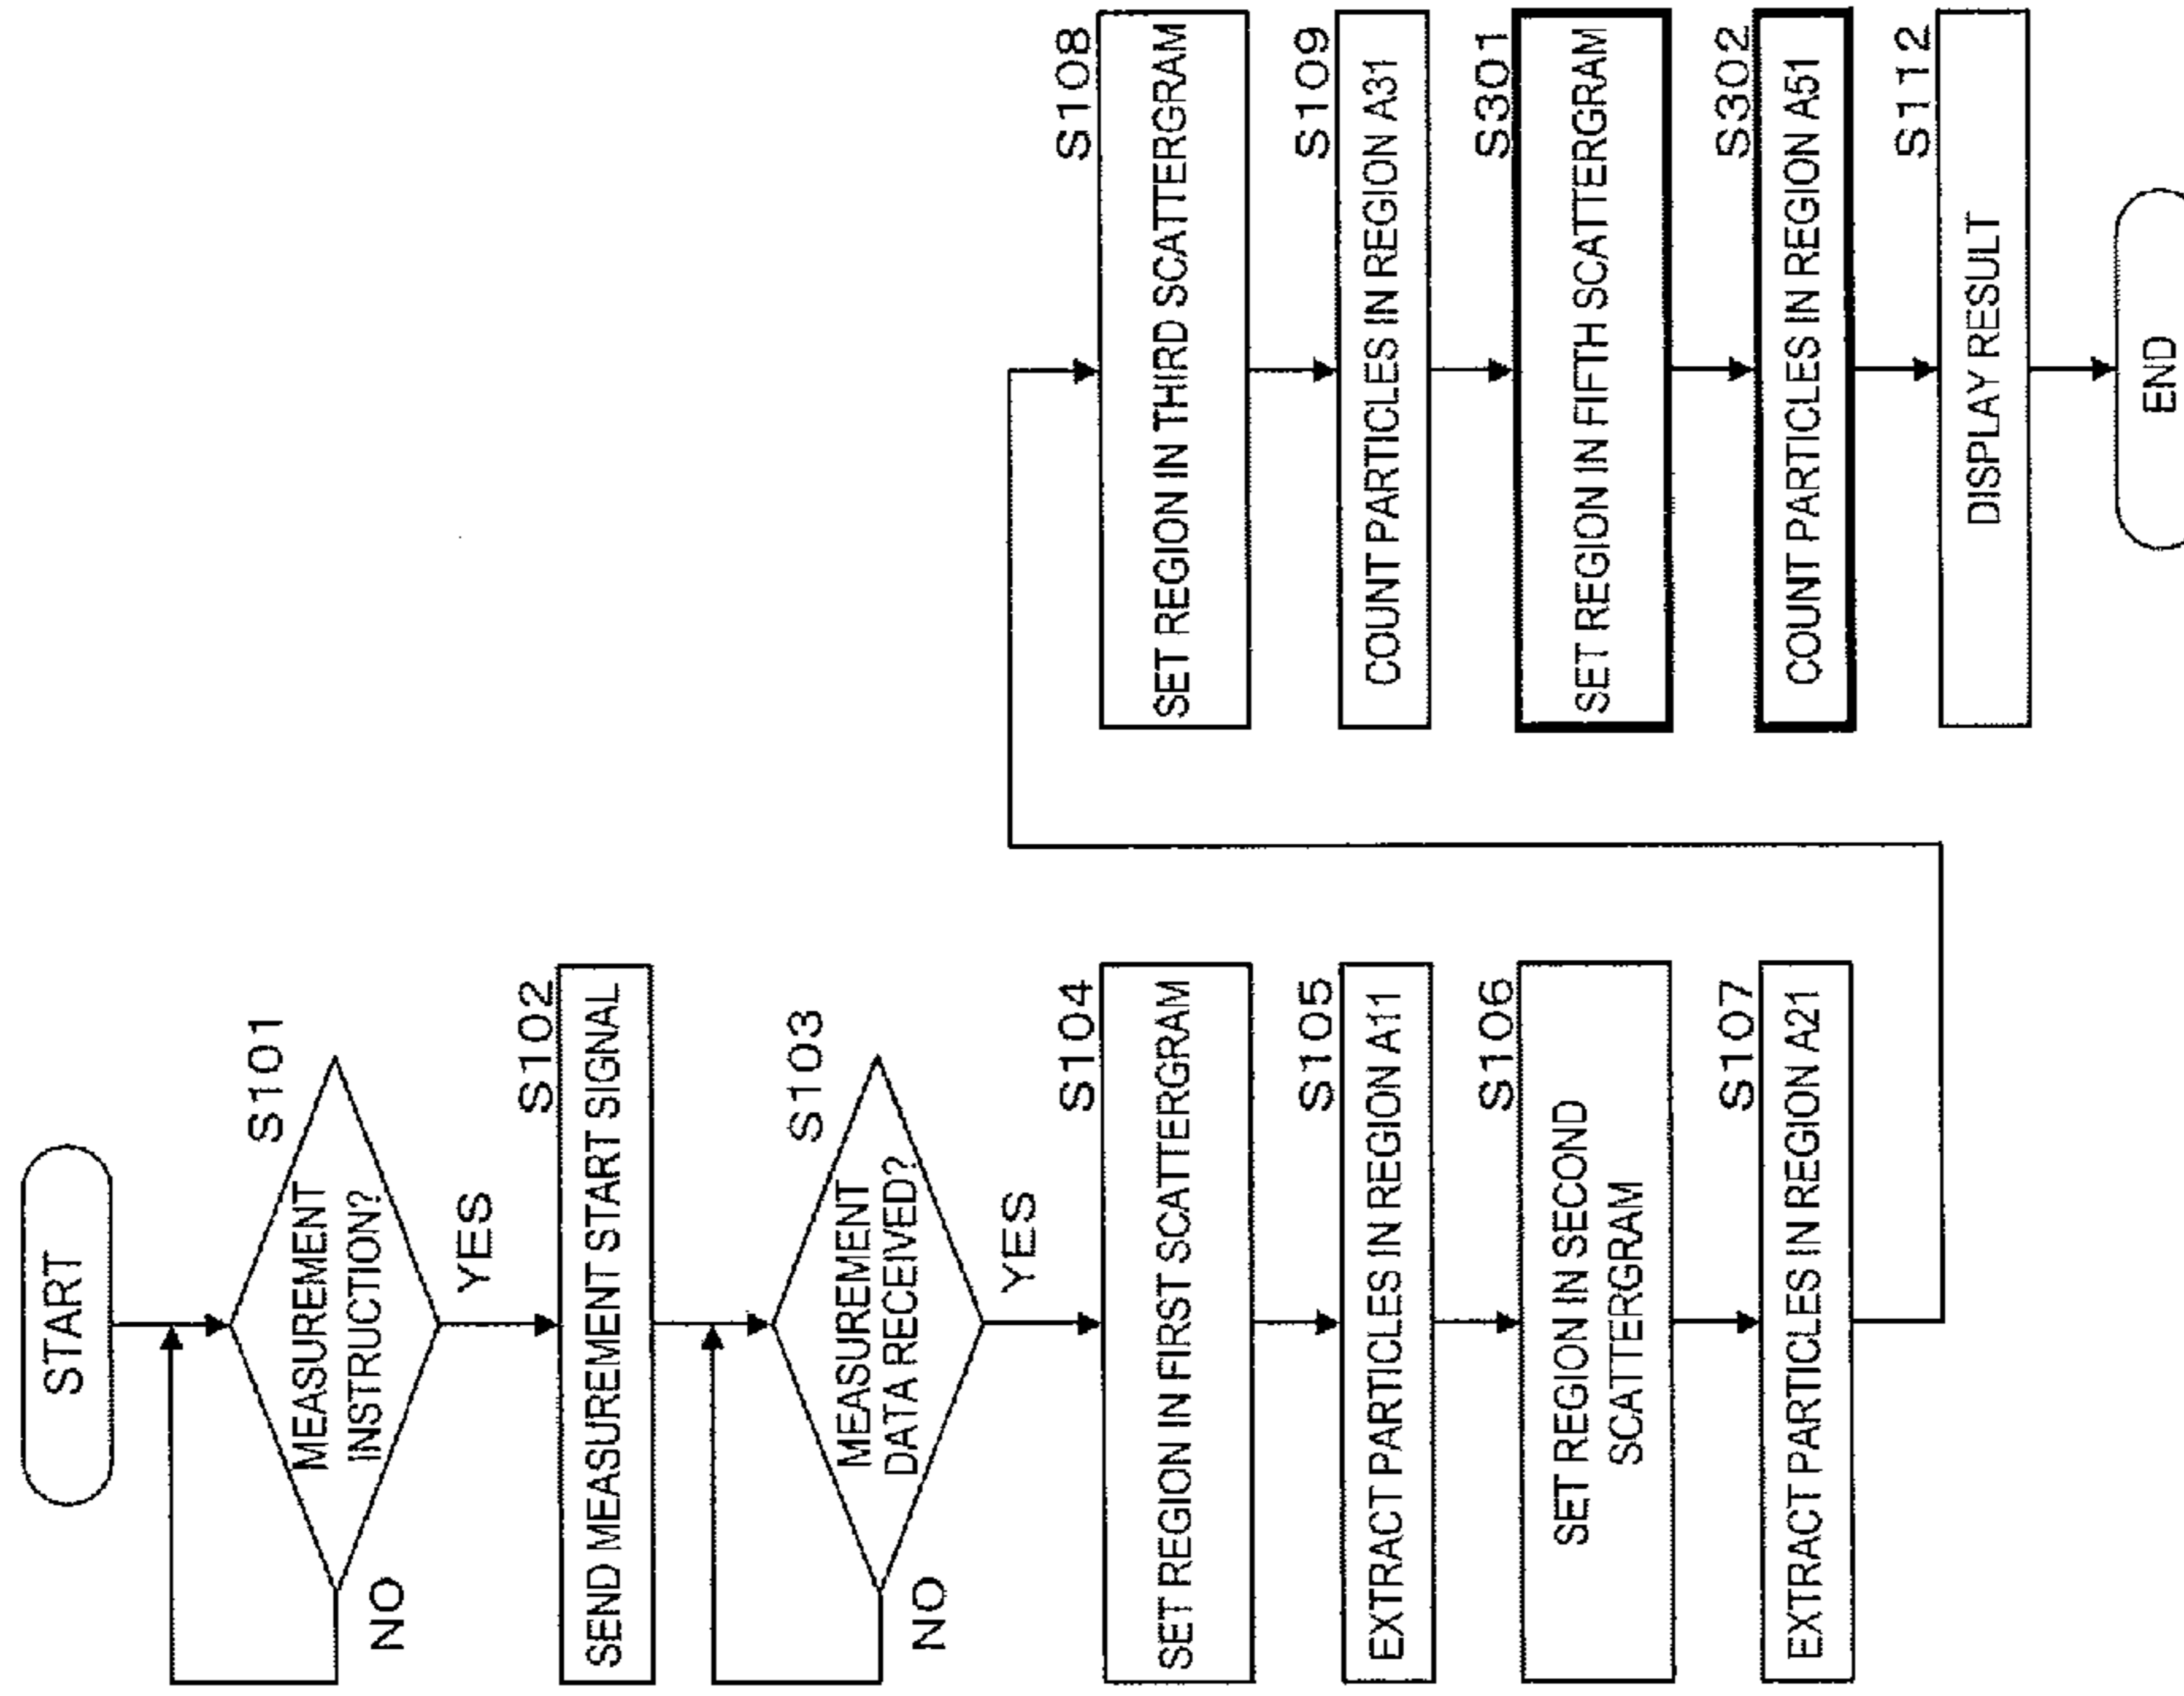 START
S101
MEASUREMENT
INSTRUCTION?
NO
YES
S102
SEND MEASUREMENT START SIGNAL
S103
MEASUREMENT
DATA RECEIVED?
NO
YES
S104
SET REGION IN FIRST SCATTERGRAM
S105
EXTRACT PARTICLES IN REGION A11
S106
SET REGION IN SECOND
SCATTERGRAM
S107
EXTRACT PARTICLES IN REGION A21
S108
SET REGION IN THIRD SCATTERGRAM
S109
COUNT PARTICLES IN REGION A31
S301
SET REGION IN FIFTH SCATTERGRAM
S302
COUNT PARTICLES IN REGION A51
S112
DISPLAY RESULT
END